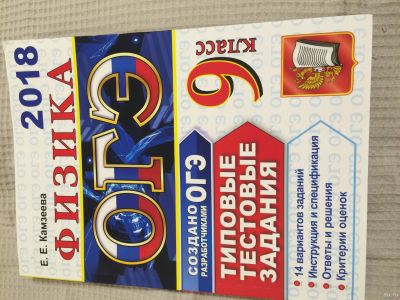 Е. Е. Камзеева
2018
ФИЗИКА
ОГЭ
9 класс
СОЗДАНО
РАЗРАБОТЧИКАМИ ОГЭ
ТИПОВЫЕ
ТЕСТОВЫЕ
ЗАДАНИЯ
• 14 вариантов заданий
• Инструкция и спецификация
• Ответы и решения
• Критерии оценок